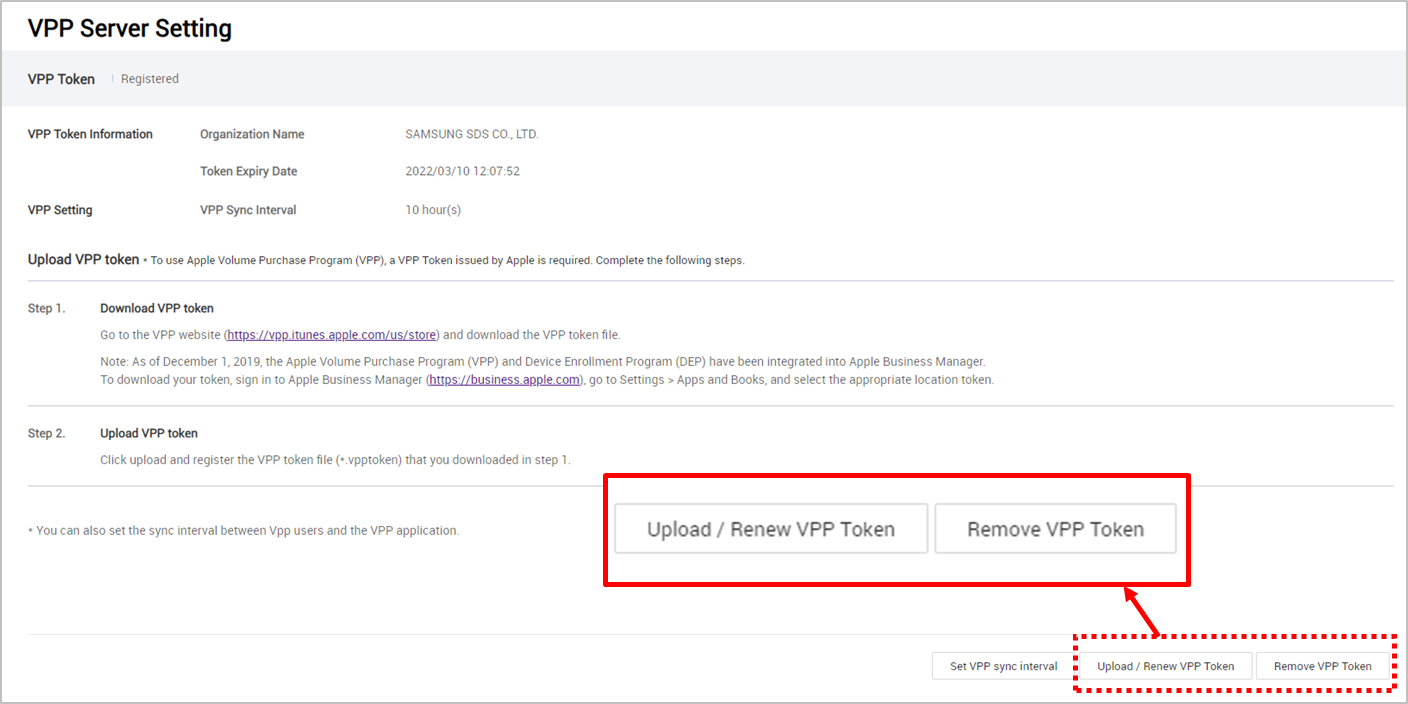 VPP Server Setting
VPP Token | Registered
VPP Token Information Organization Name SAMSUNG SDS CO., LTD.
Token Expiry Date 2022/03/10 12:07:52
VPP Setting VPP Sync Interval 10 hour(s)
Upload VPP token * To use Apple Volume Purchase Program (VPP), a VPP Token issued by Apple is required. Complete the following steps.
Step 1. Download VPP token
Go to the VPP website (https://vpp.itunes.apple.com/us/store) and download the VPP token file.
Note: As of December 1, 2019, the Apple Volume Purchase Program (VPP) and Device Enrollment Program (DEP) have been integrated into Apple Business Manager.
To download your token, sign in to Apple Business Manager (https://business.apple.com), go to Settings > Apps and Books, and select the appropriate location token.
Step 2. Upload VPP token
Click upload and register the VPP token file (*.vpptoken) that you downloaded in step 1.
* You can also set the sync interval between Vpp users and the VPP application.
Upload / Renew VPP Token Remove VPP Token
Set VPP sync interval Upload / Renew VPP Token Remove VPP Token